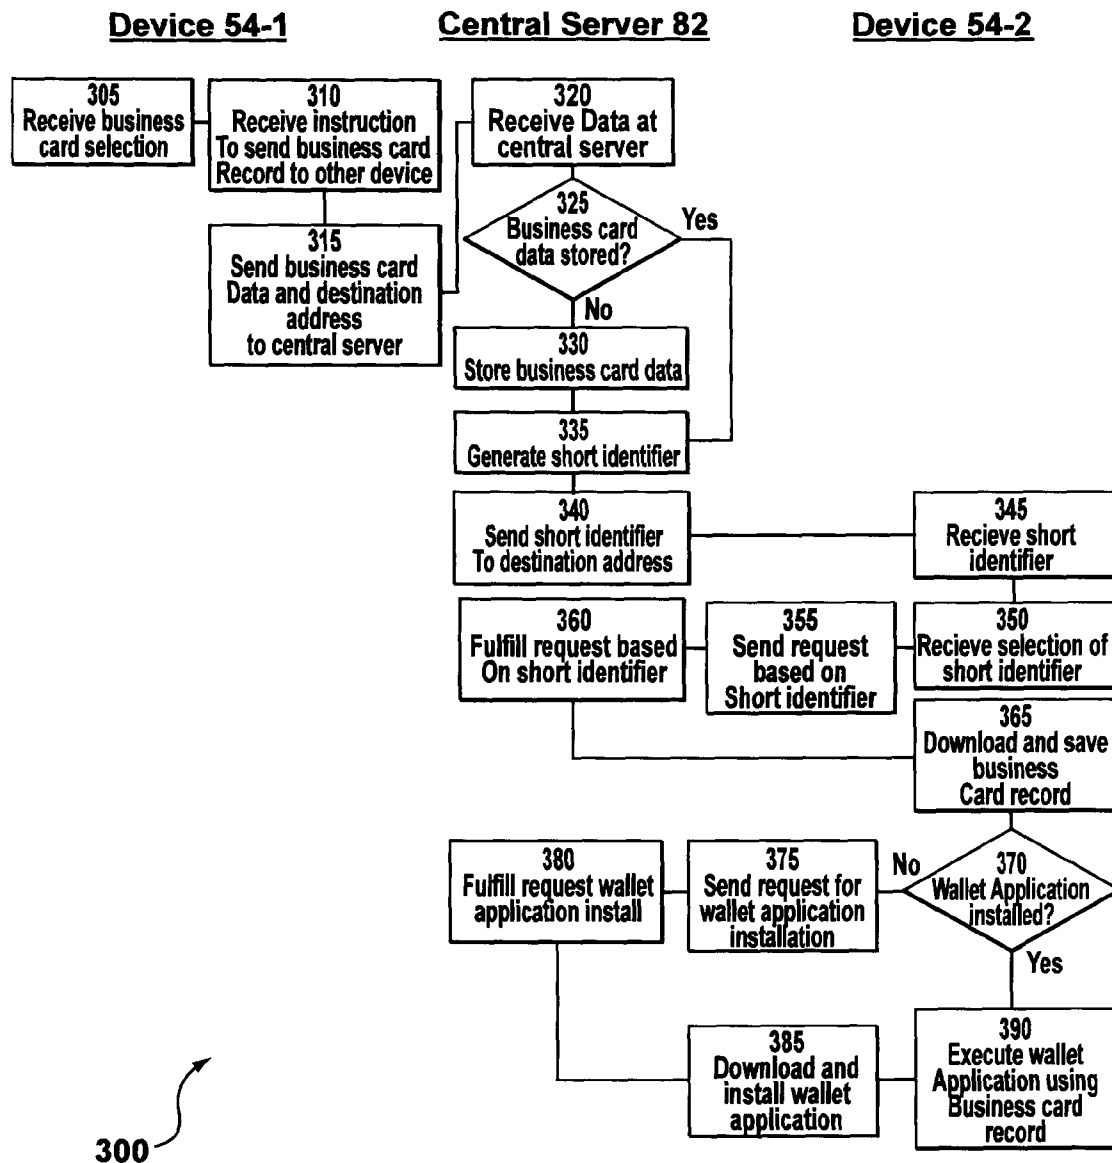 Device 54-1
Central Server 82
Device 54-2
305
Receive business
card selection
310
Receive instruction
To send business card
Record to other device
315
Send business card
Data and destination
address
to central server
320
Receive Data at
central server
325
Business card
data stored?
Yes
No
330
Store business card data
335
Generate short identifier
340
Send short identifier
To destination address
345
Recieve short
identifier
350
Recieve selection of
short identifier
355
Send request
based on
Short identifier
360
Fulfill request based
On short identifier
365
Download and save
business
Card record
370
Wallet Application
installed?
No
Yes
375
Send request for
wallet application
installation
380
Fulfill request wallet
application install
385
Download and
install wallet
application
390
Execute wallet
Application using
Business card
record
300